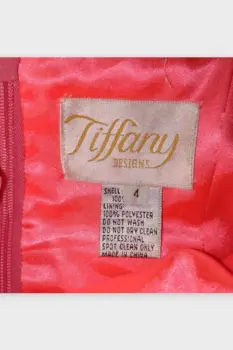 Tiffany
DESIGNS
SHELL: 4
100%
LINING:
100% POLYESTER
DO NOT WASH
DO NOT DRY CLEAN
PROFESSIONAL
SPOT CLEAN ONLY
MADE IN CHINA